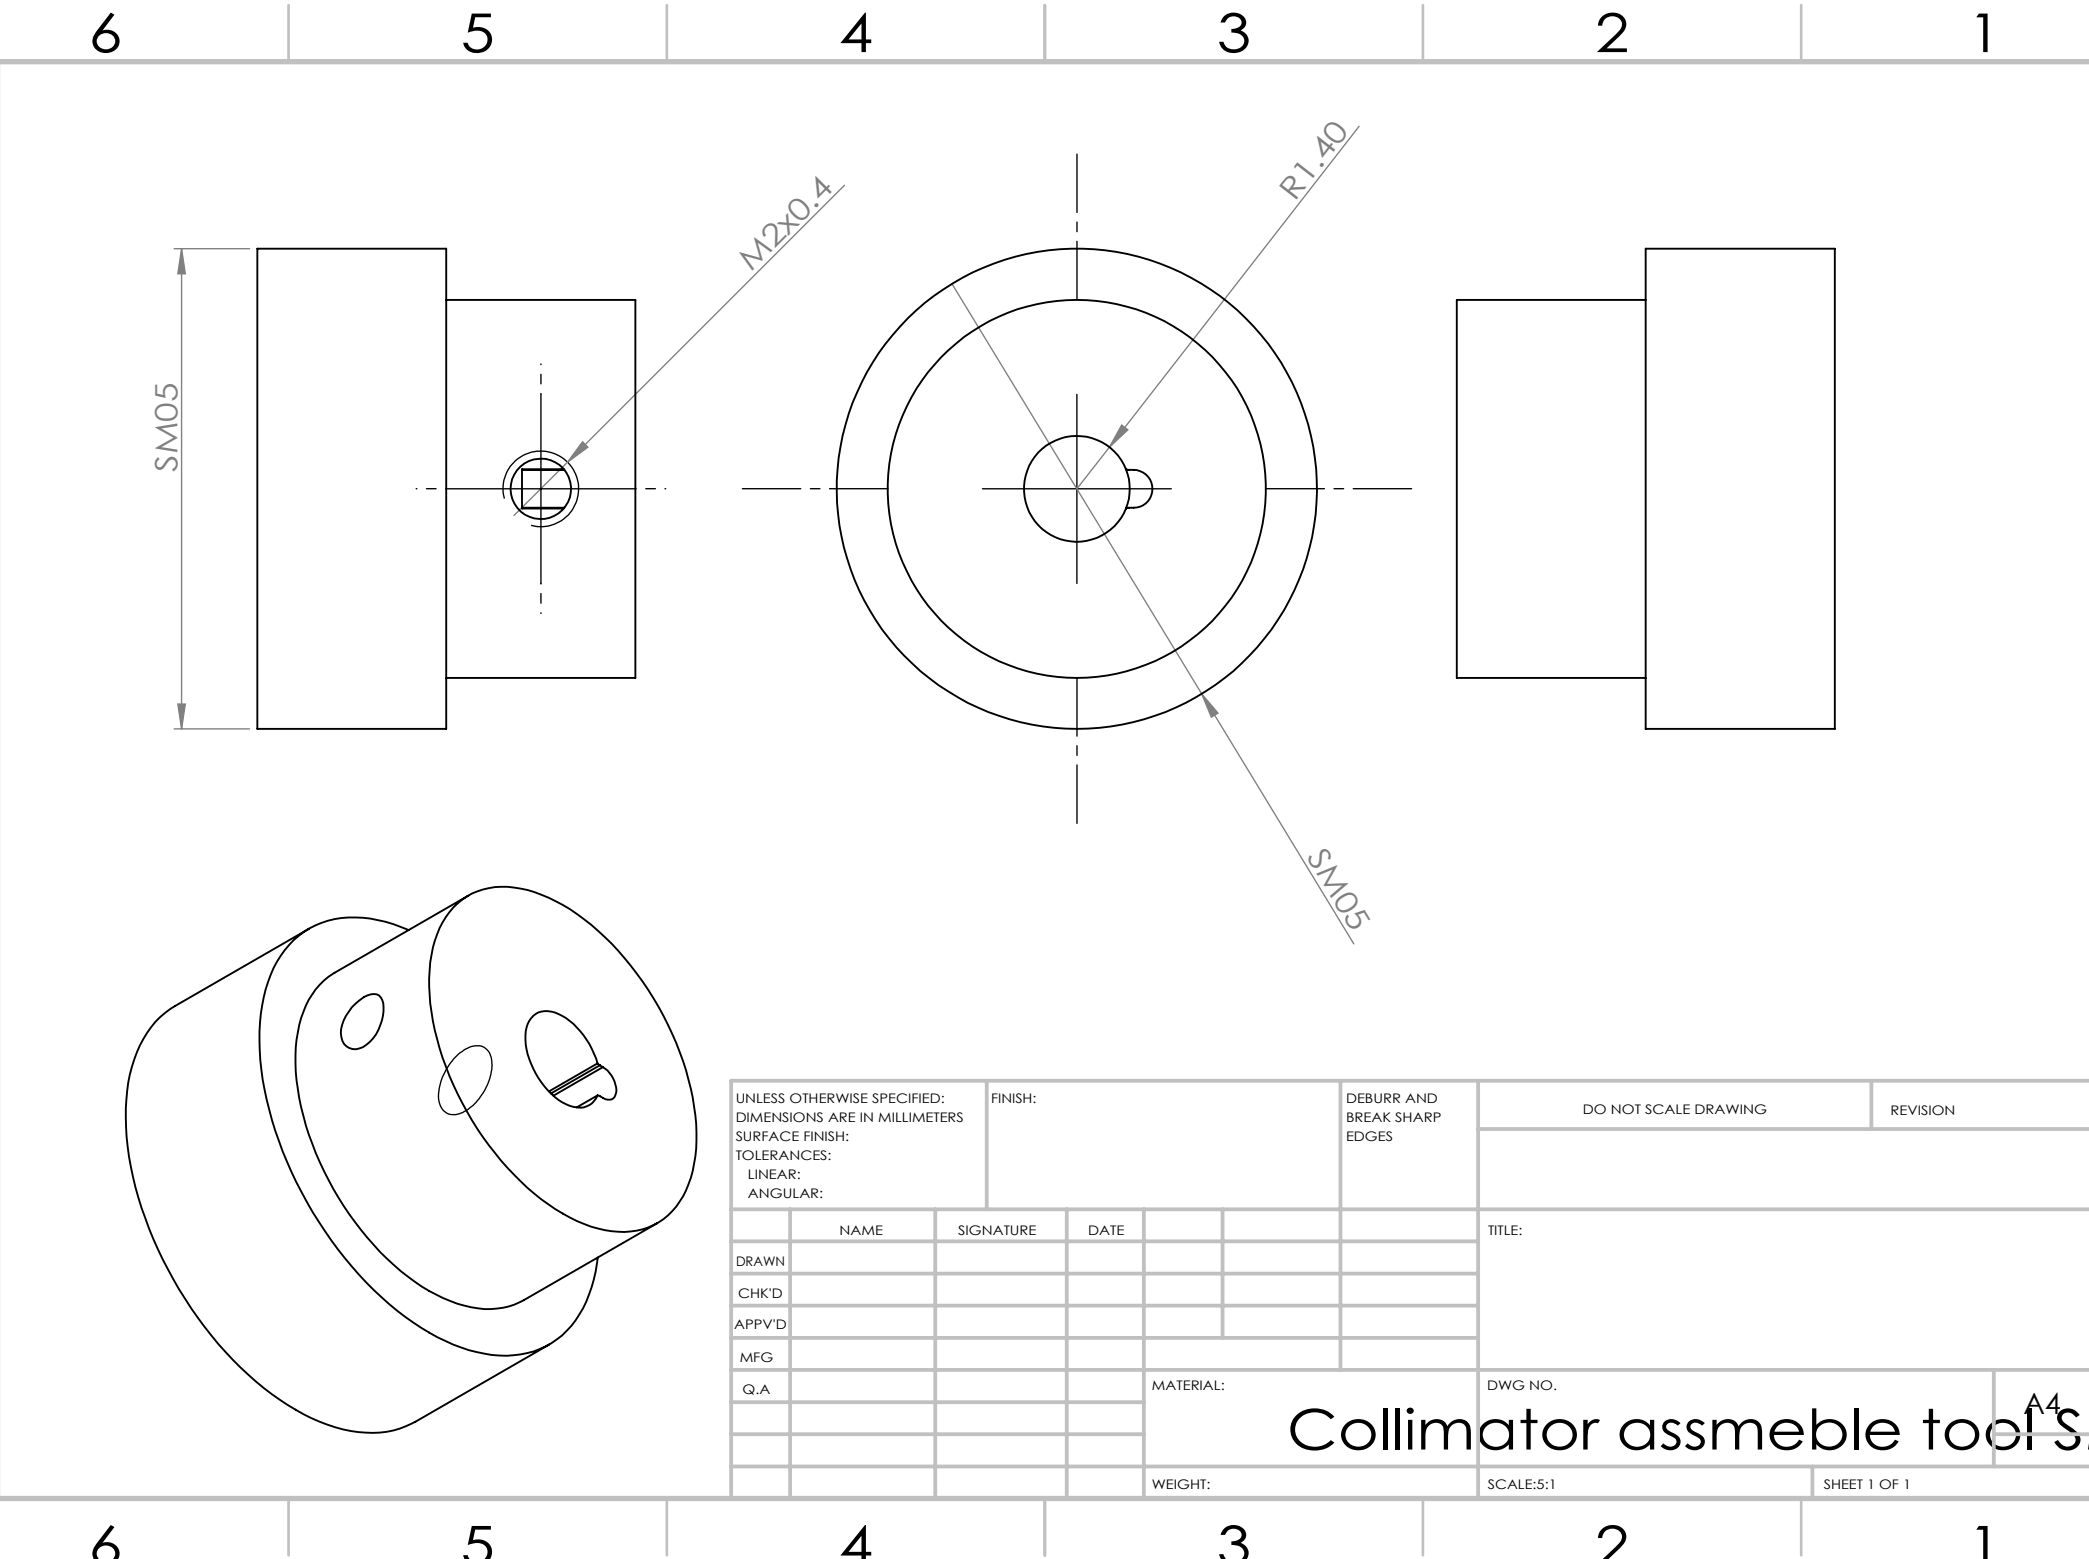 6 5 4 3 2 1
R1.40
M2x0.4
SM05
SM05
UNLESS OTHERWISE SPECIFIED:
DIMENSIONS ARE IN MILLIMETERS
SURFACE FINISH:
TOLERANCES:
LINEAR:
ANGULAR:
FINISH:
DEBURR AND
BREAK SHARP
EDGES
DO NOT SCALE DRAWING
REVISION
NAME SIGNATURE DATE
TITLE:
DRAWN
CHK'D
APPV'D
MFG
Q.A
MATERIAL:
DWG NO.
A4
Collimator assmeble tool S
WEIGHT:
SCALE:5:1
SHEET 1 OF 1
6 5 4 3 2 1